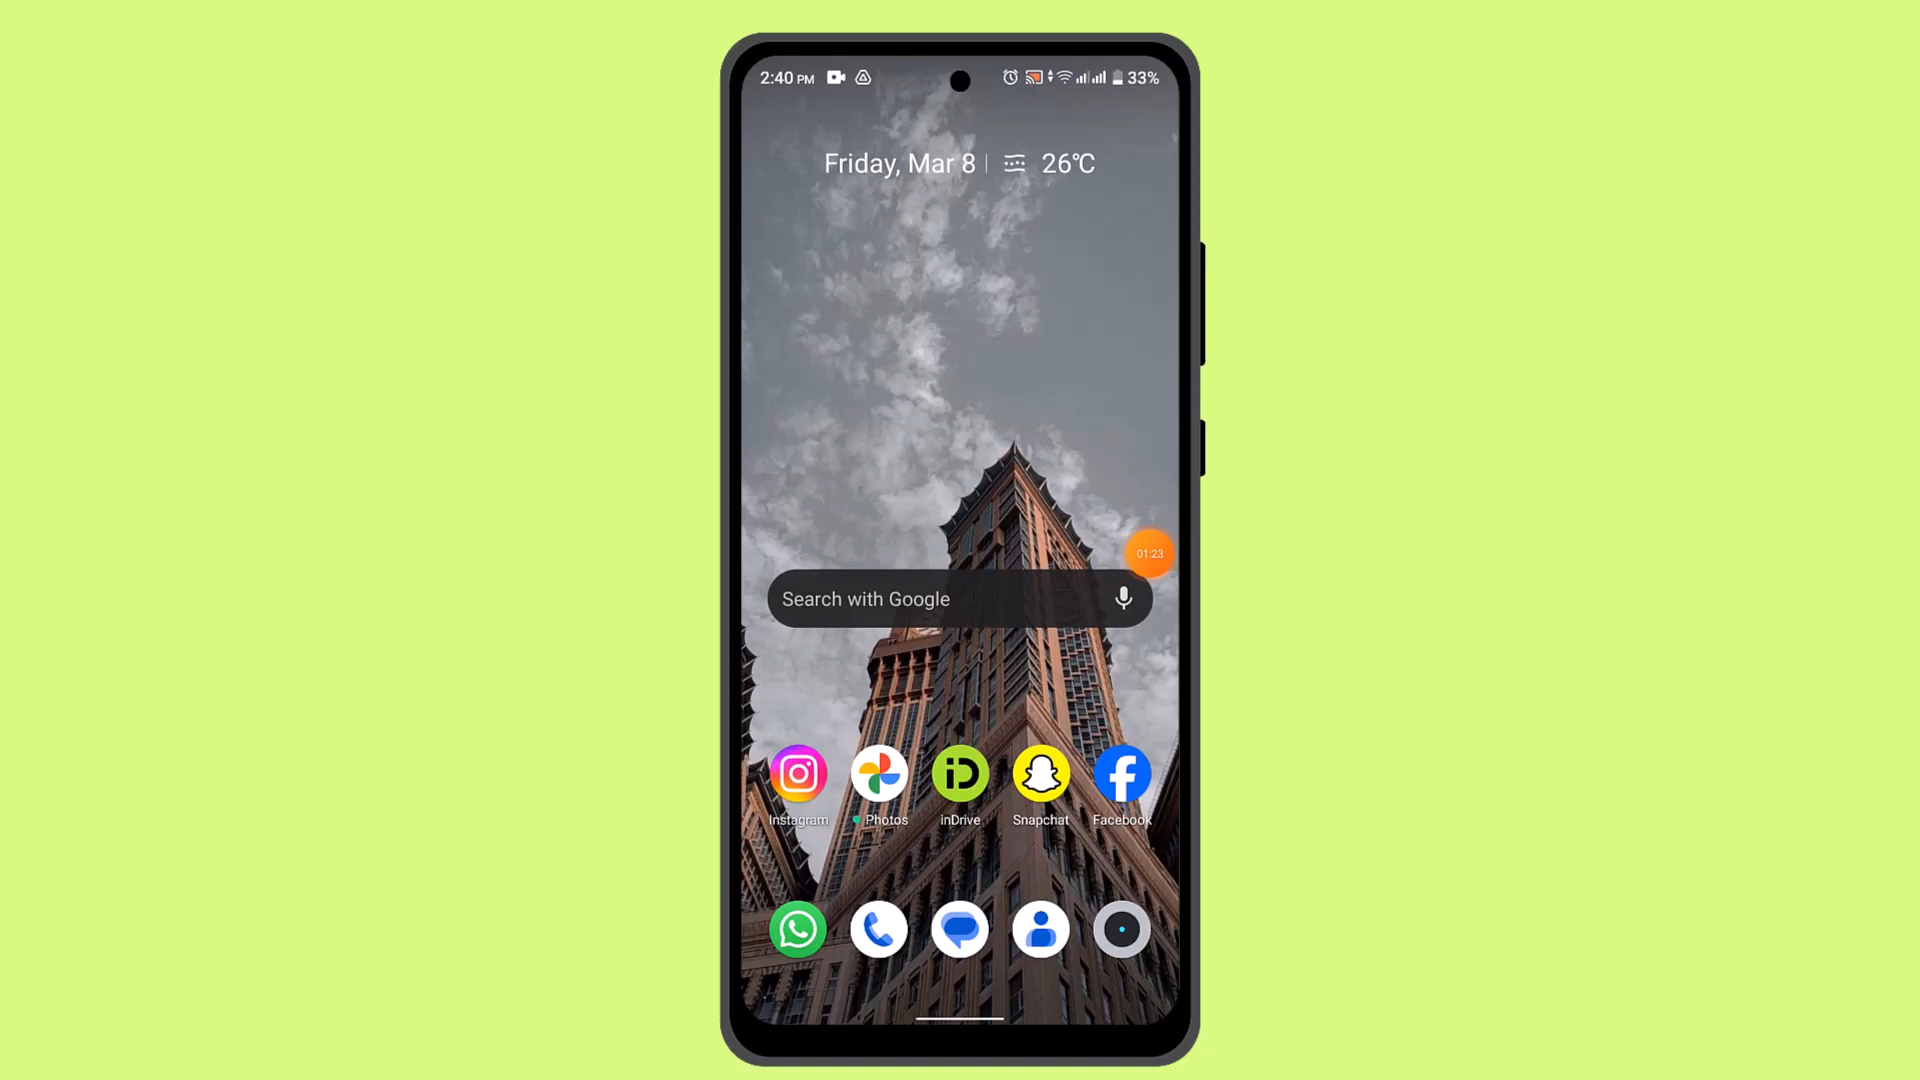 2:40 PM 33%
Friday, Mar 8 26°C
01:23
Search with Google
Instagram Photos inDrive Snapchat Facebook